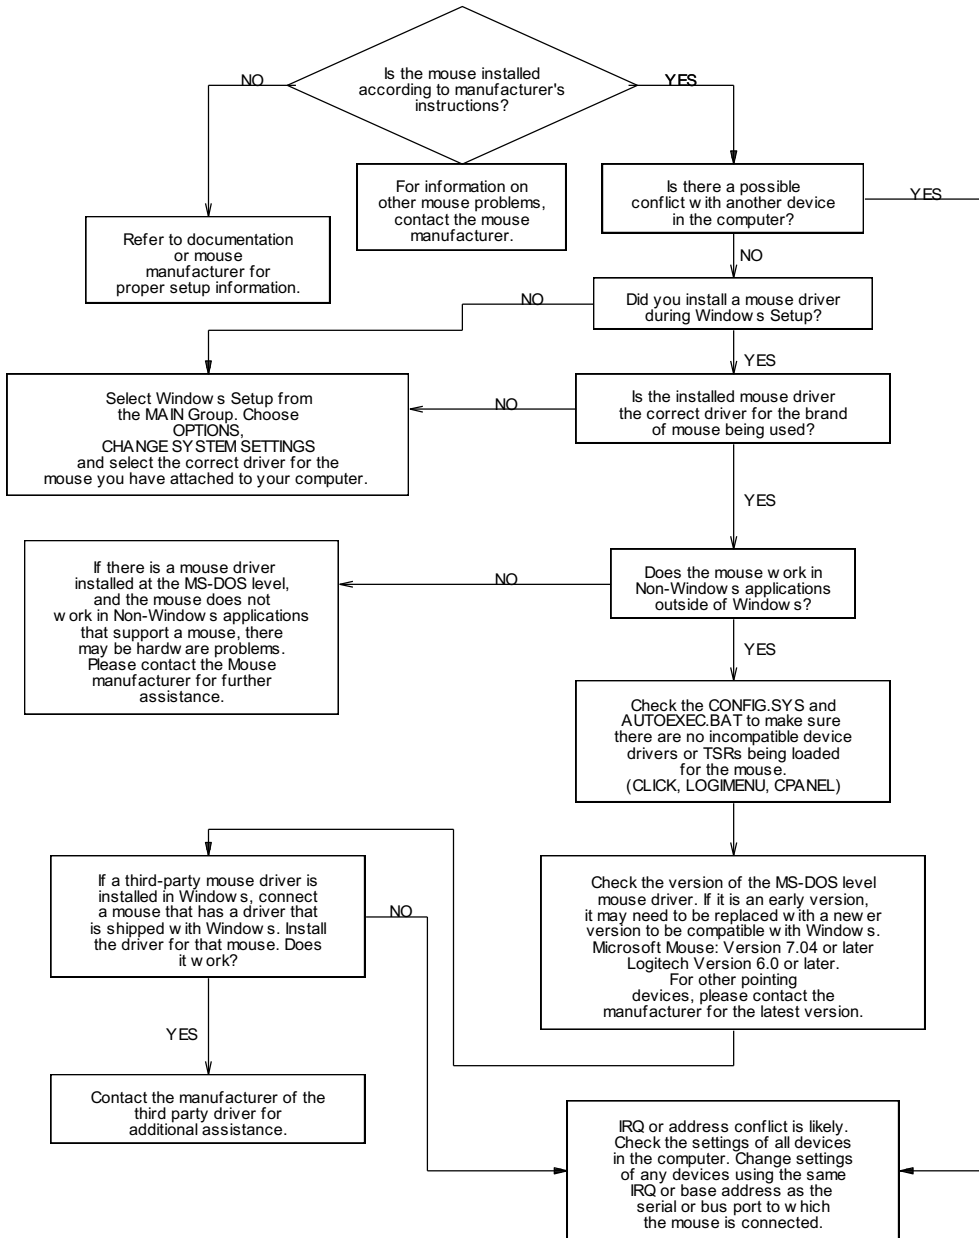 Is the mouse installed
according to manufacturer's
instructions?
NO
YES
For information on
other mouse problems,
contact the mouse
manufacturer.
Is there a possible
conflict with another device
in the computer?
YES
Refer to documentation
or mouse
manufacturer for
proper setup information.
NO
Did you install a mouse driver
during Windows Setup?
NO
YES
Select Windows Setup from
the MAIN Group. Choose
OPTIONS,
CHANGE SYSTEM SETTINGS
and select the correct driver for the
mouse you have attached to your computer.
NO
Is the installed mouse driver
the correct driver for the brand
of mouse being used?
YES
If there is a mouse driver
installed at the MS-DOS level,
and the mouse does not
work in Non-Windows applications
that support a mouse, there
may be hardware problems.
Please contact the Mouse
manufacturer for further
assistance.
NO
Does the mouse work in
Non-Windows applications
outside of Windows?
YES
Check the CONFIG.SYS and
AUTOEXEC.BAT to make sure
there are no incompatible device
drivers or TSRs being loaded
for the mouse.
(CLICK, LOGIMENU, CPANEL)
If a third-party mouse driver is
installed in Windows, connect
a mouse that has a driver that
is shipped with Windows. Install
the driver for that mouse. Does
it work?
NO
Check the version of the MS-DOS level
mouse driver. If it is an early version,
it may need to be replaced with a newer
version to be compatible with Windows.
Microsoft Mouse: Version 7.04 or later
Logitech Version 6.0 or later.
For other pointing
devices, please contact the
manufacturer for the latest version.
YES
Contact the manufacturer of the
third party driver for
additional assistance.
IRQ or address conflict is likely.
Check the settings of all devices
in the computer. Change settings
of any devices using the same
IRQ or base address as the
serial or bus port to which
the mouse is connected.